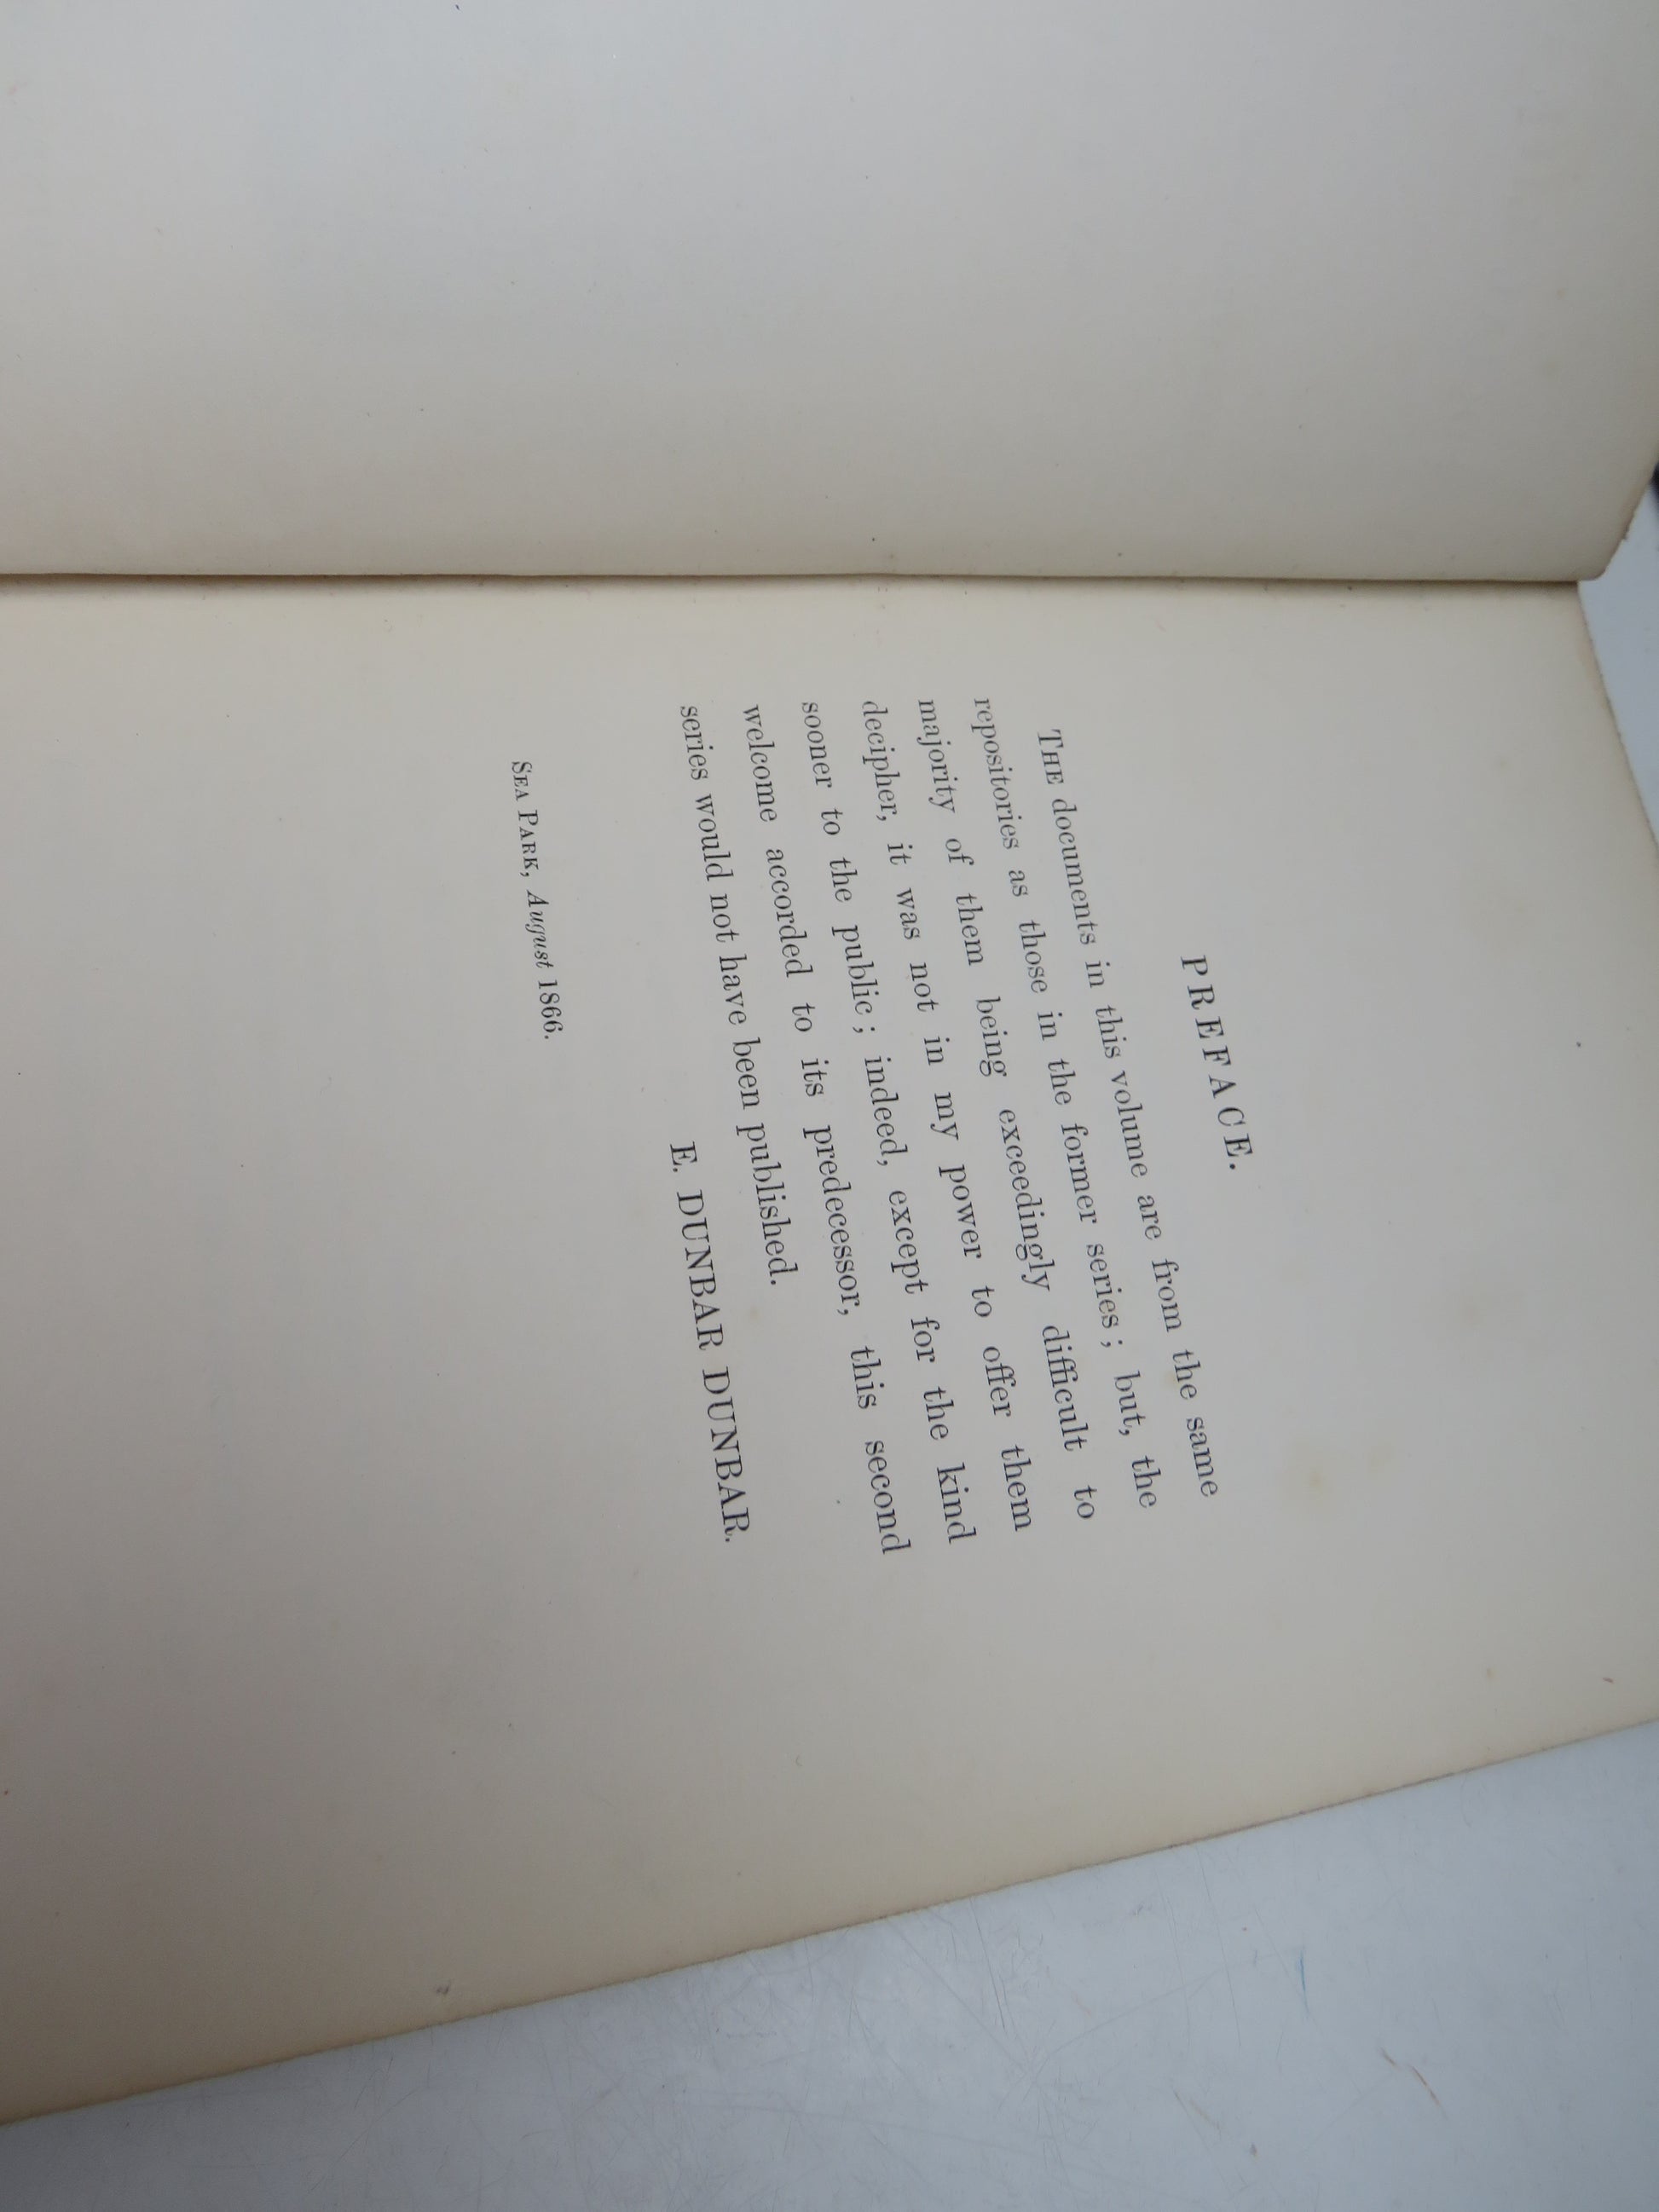 PREFACE.
THE documents in this volume are from the same
repositories as those in the former series; but, the
majority of them being exceedingly difficult to
decipher, it was not in my power to offer them
sooner to the public; indeed, except for the kind
welcome accorded to its predecessor, this second
series would not have been published.
E. DUNBAR DUNBAR.
SEA PARK, August 1866.